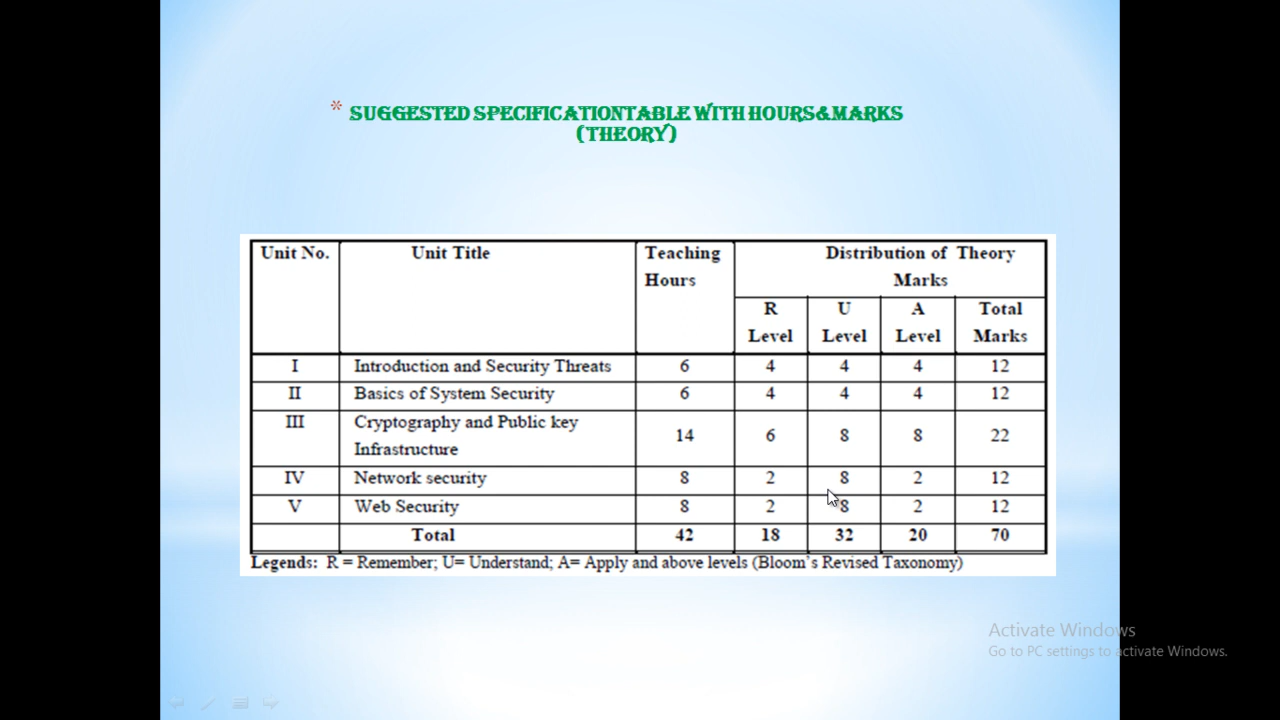 * SUGGESTED SPECIFICATIONTABLE WITH HOURS&MARKS
(THEORY)
Unit No. Unit Title Teaching Hours Distribution of Theory Marks
R Level U Level A Level Total Marks
I Introduction and Security Threats 6 4 4 4 12
II Basics of System Security 6 4 4 4 12
III Cryptography and Public key Infrastructure 14 6 8 8 22
IV Network security 8 2 8 2 12
V Web Security 8 2 8 2 12
Total 42 18 32 20 70
Legends: R = Remember; U= Understand; A= Apply and above levels (Bloom's Revised Taxonomy)
Activate Windows
Go to PC settings to activate Windows.